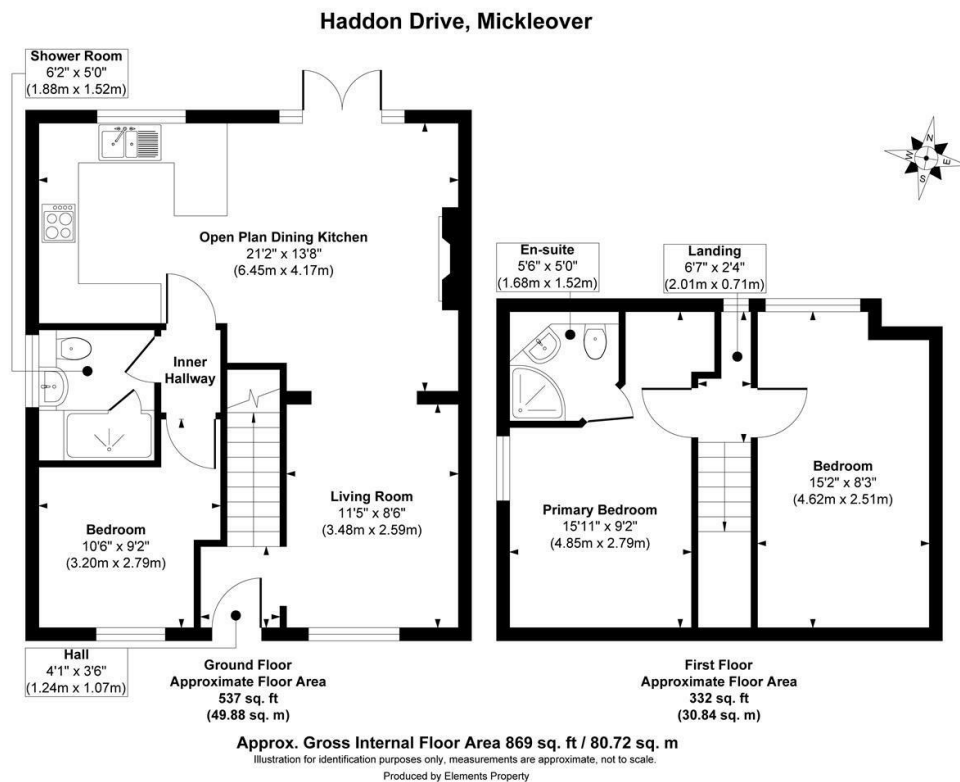 Haddon Drive, Mickleover
Shower Room
6'2" x 5'0"
(1.88m x 1.52m)
N
W
E
S
Open Plan Dining Kitchen
21'2" x 13'8"
(6.45m x 4.17m)
En-suite
5'6" x 5'0"
(1.68m x 1.52m)
Landing
6'7" x 2'4"
(2.01m x 0.71m)
Inner
Hallway
Bedroom
10'6" x 9'2"
(3.20m x 2.79m)
Living Room
11'5" x 8'6"
(3.48m x 2.59m)
Primary Bedroom
15'11" x 9'2"
(4.85m x 2.79m)
Bedroom
15'2" x 8'3"
(4.62m x 2.51m)
Hall
4'1" x 3'6"
(1.24m x 1.07m)
Ground Floor
Approximate Floor Area
537 sq. ft
(49.88 sq. m)
First Floor
Approximate Floor Area
332 sq. ft
(30.84 sq. m)
Approx. Gross Internal Floor Area 869 sq. ft / 80.72 sq. m
Illustration for identification purposes only, measurements are approximate, not to scale.
Produced by Elements Property